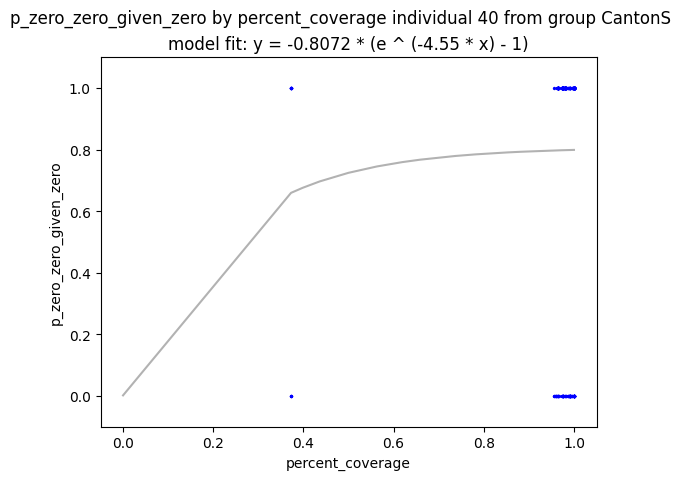 p_zero_zero_given_zero by percent_coverage individual 40 from group CantonS
model fit: y = -0.8072 * (e ^ (-4.55 * x) - 1)
1.0
0.8
0.6
0.4
0.2
0.0
p_zero_zero_given_zero
0.0 0.2 0.4 0.6 0.8 1.0
percent_coverage